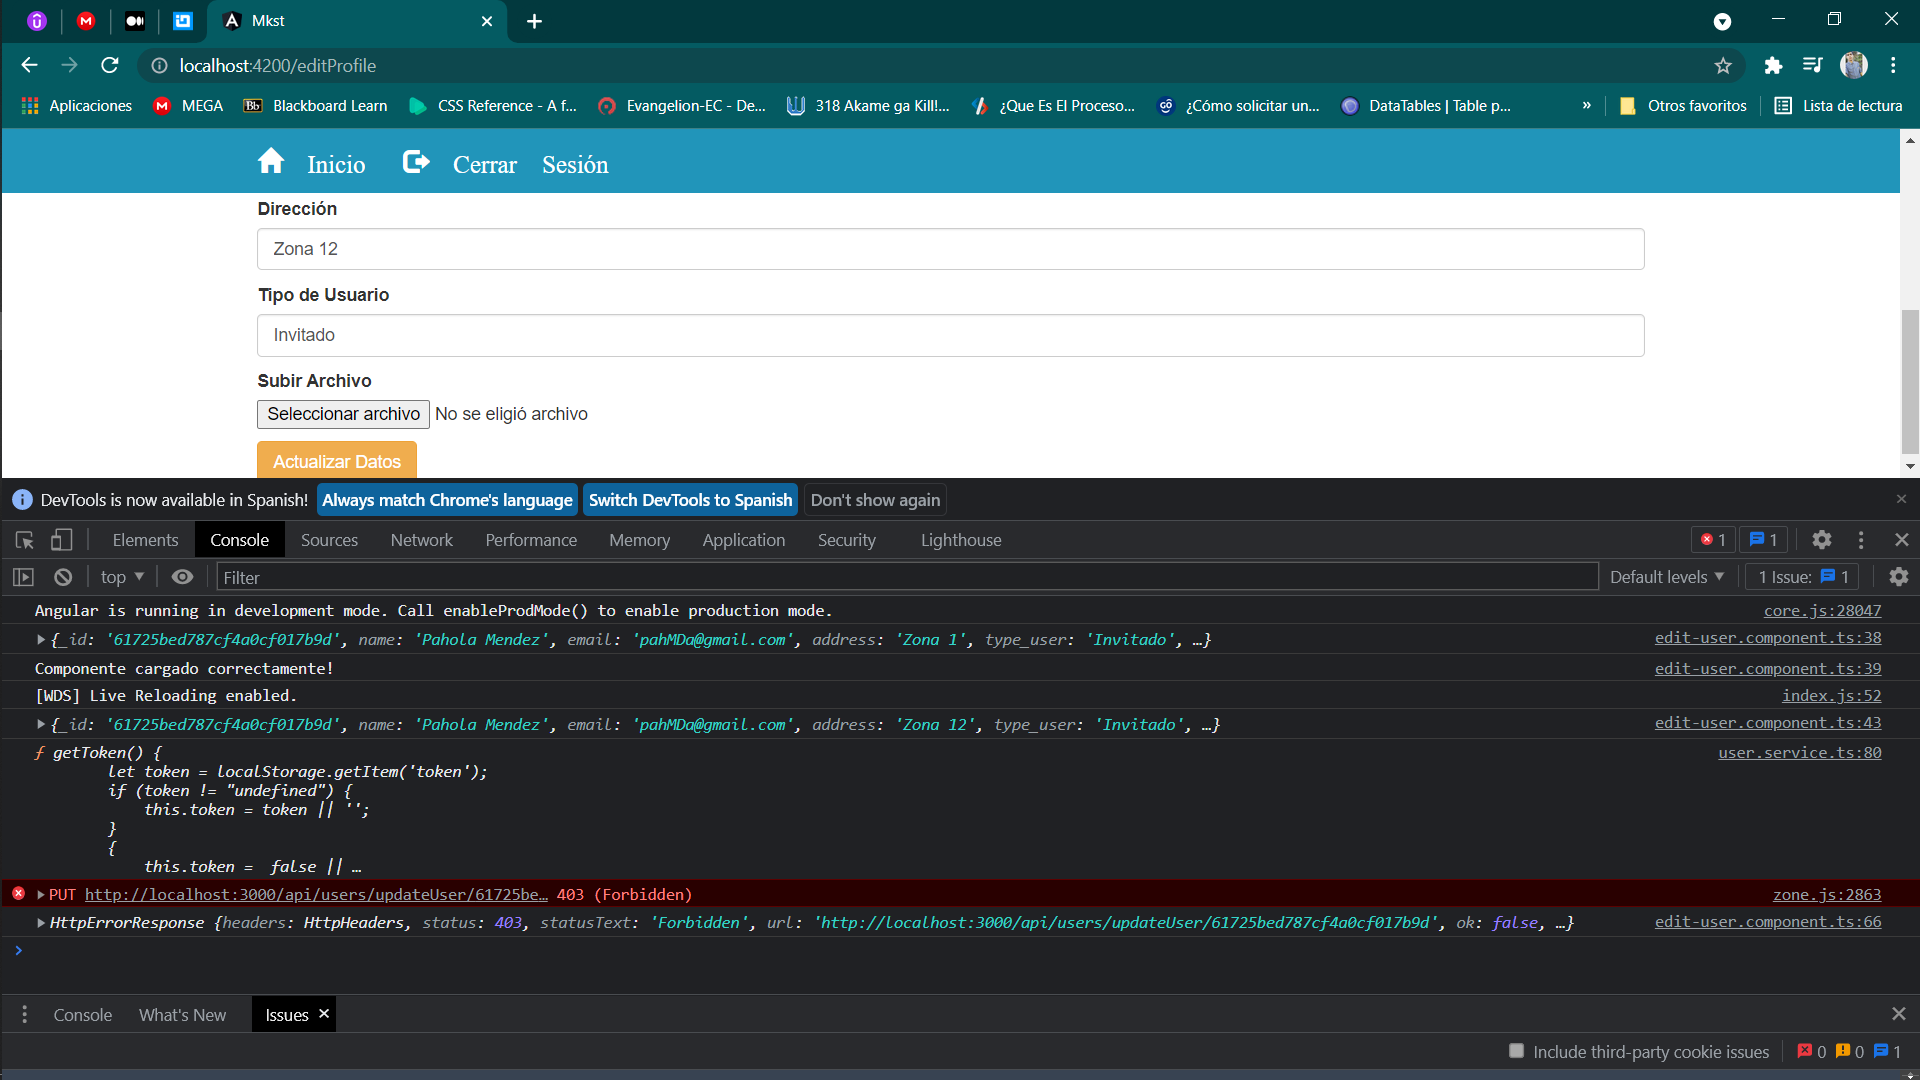 Mkst
localhost:4200/editProfile
Aplicaciones MEGA Bb Blackboard Learn CSS Reference - A f... Evangelion-EC - De... 318 Akame ga Kill!... ¿Que Es El Proceso... ¿Cómo solicitar un... DataTables | Table p... » Otros favoritos Lista de lectura
Inicio Cerrar Sesión
Dirección
Zona 12
Tipo de Usuario
Invitado
Subir Archivo
Seleccionar archivo No se eligió archivo
Actualizar Datos
DevTools is now available in Spanish! Always match Chrome's language Switch DevTools to Spanish Don't show again
Elements Console Sources Network Performance Memory Application Security Lighthouse 1 1
top Filter Default levels 1 Issue: 1
Angular is running in development mode. Call enableProdMode() to enable production mode. core.js:28047
{_id: '61725bed787cf4a0cf017b9d', name: 'Pahola Mendez', email: 'pahMDa@gmail.com', address: 'Zona 1', type_user: 'Invitado', …} edit-user.component.ts:38
Componente cargado correctamente! edit-user.component.ts:39
[WDS] Live Reloading enabled. index.js:52
{_id: '61725bed787cf4a0cf017b9d', name: 'Pahola Mendez', email: 'pahMDa@gmail.com', address: 'Zona 12', type_user: 'Invitado', …} edit-user.component.ts:43
ƒ getToken() { user.service.ts:80
let token = localStorage.getItem('token');
if (token != "undefined") {
this.token = token || '';
}
{
this.token =  false || …
PUT http://localhost:3000/api/users/updateUser/61725be… 403 (Forbidden) zone.js:2863
HttpErrorResponse {headers: HttpHeaders, status: 403, statusText: 'Forbidden', url: 'http://localhost:3000/api/users/updateUser/61725bed787cf4a0cf017b9d', ok: false, …} edit-user.component.ts:66
Console What's New Issues
Include third-party cookie issues 0 0 1